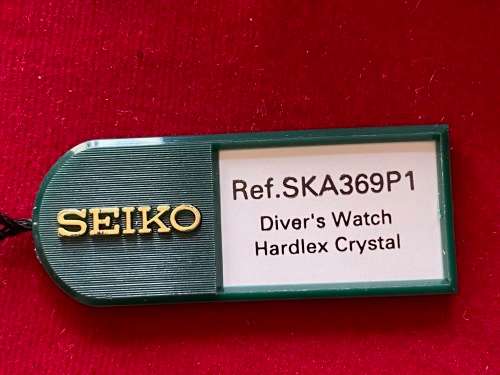 SEIKO
Ref.SKA369P1
Diver's Watch
Hardlex Crystal